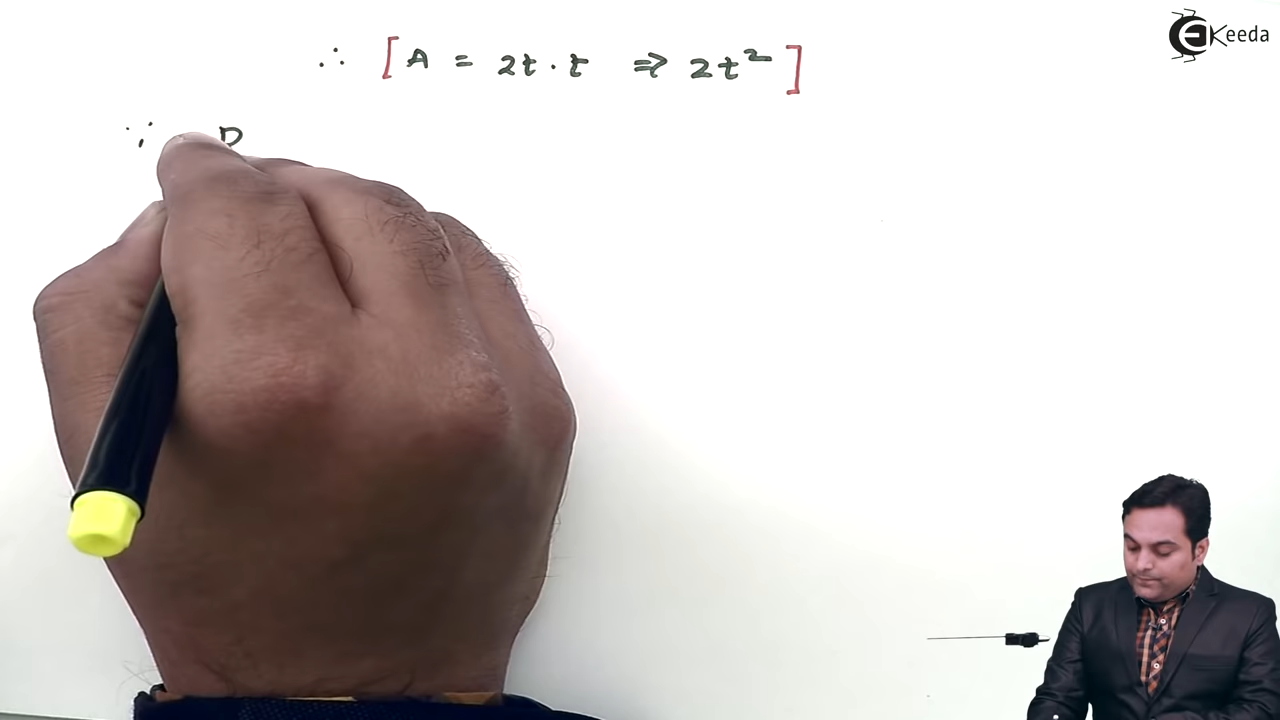 Ekeeda
∴ [A = 2t . t ⇒ 2t²]
∵ P